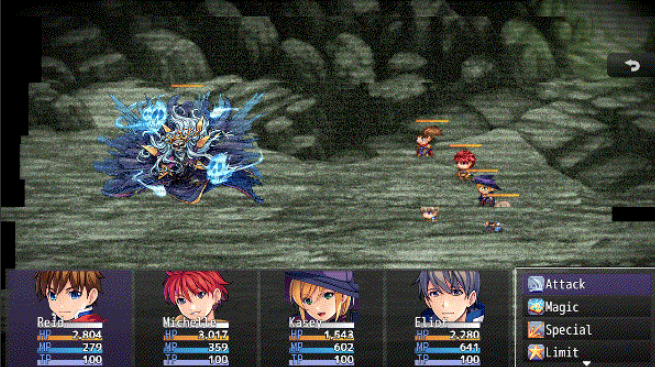 Reid
HP 2,804
MP 279
TP 100
Michelle
HP 3,017
MP 359
TP 100
Kasey
HP 1,543
MP 602
TP 100
Eliot
HP 2,280
MP 641
TP 100
Attack
Magic
Special
Limit